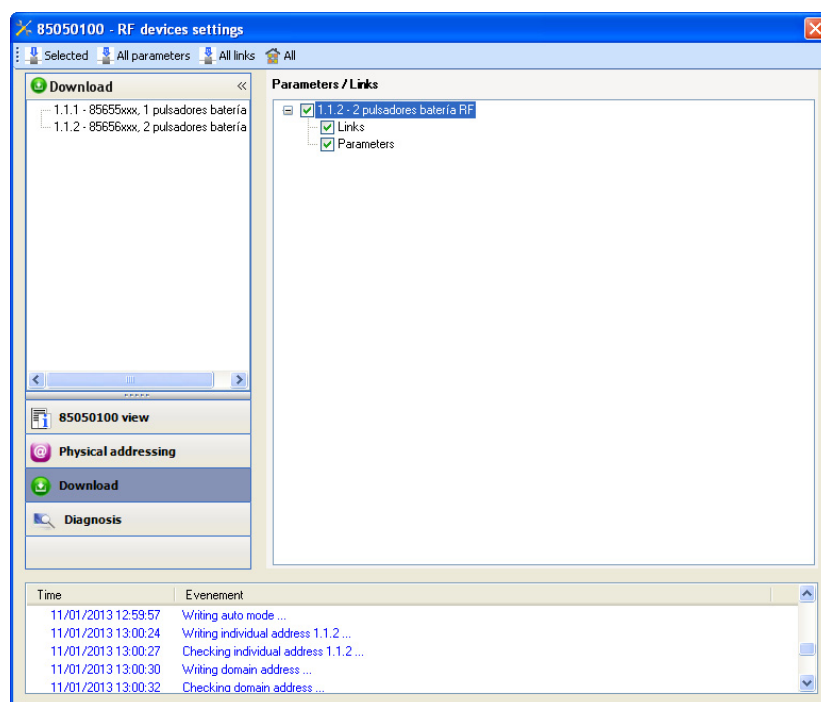 85050100 - RF devices settings
Selected All parameters All links All
Download «
1.1.1 - 85655xxx, 1 pulsadores batería
1.1.2 - 85656xxx, 2 pulsadores batería
85050100 view
Physical addressing
Download
Diagnosis
Parameters / Links
1.1.2 - 2 pulsadores batería RF
Links
Parameters
Time Evenement
11/01/2013 12:59:57 Writing auto mode ...
11/01/2013 13:00:24 Writing individual address 1.1.2 ...
11/01/2013 13:00:27 Checking individual address 1.1.2 ...
11/01/2013 13:00:30 Writing domain address ...
11/01/2013 13:00:32 Checking domain address ...